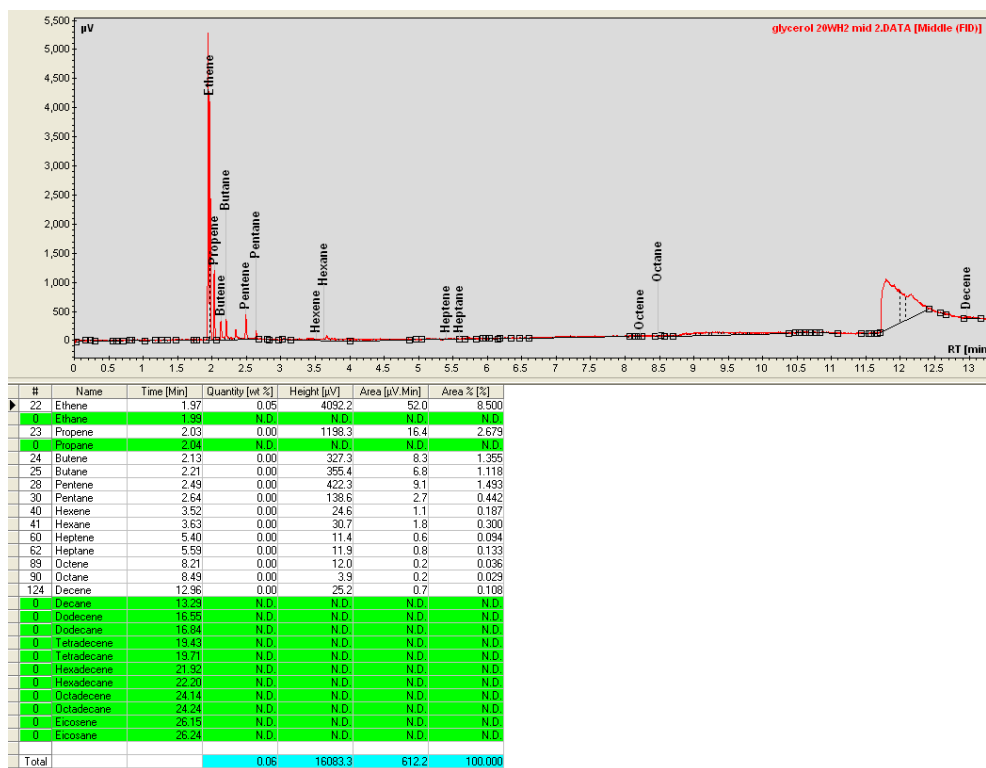 5,500
µV
glycerol 20WH2 mid 2.DATA [Middle (FID)]
5,000
4,500
4,000
3,500
3,000
2,500
2,000
1,500
1,000
500
0
Ethene
Propene
Butene
Butane
Pentene
Pentane
Hexene
Hexane
Heptene
Heptane
Octene
Octane
Decene
RT [min
0 0.5 1 1.5 2 2.5 3 3.5 4 4.5 5 5.5 6 6.5 7 7.5 8 8.5 9 9.5 10 10.5 11 11.5 12 12.5 13
# Name Time [Min] Quantity [wt %] Height [µV] Area [µV.Min] Area % [%]
22 Ethene 1.97 0.05 4092.2 52.0 8.500
0 Ethane 1.99 N.D. N.D. N.D. N.D.
23 Propene 2.03 0.00 1198.3 16.4 2.679
0 Propane 2.04 N.D. N.D. N.D. N.D.
24 Butene 2.13 0.00 327.3 8.3 1.355
25 Butane 2.21 0.00 355.4 6.8 1.118
28 Pentene 2.49 0.00 422.3 9.1 1.493
30 Pentane 2.64 0.00 138.6 2.7 0.442
40 Hexene 3.52 0.00 24.6 1.1 0.187
41 Hexane 3.63 0.00 30.7 1.8 0.300
60 Heptene 5.40 0.00 11.4 0.6 0.094
62 Heptane 5.59 0.00 11.9 0.8 0.133
89 Octene 8.21 0.00 12.0 0.2 0.036
90 Octane 8.49 0.00 3.9 0.2 0.029
124 Decene 12.96 0.00 25.2 0.7 0.108
0 Decane 13.29 N.D. N.D. N.D. N.D.
0 Dodecene 16.55 N.D. N.D. N.D. N.D.
0 Dodecane 16.84 N.D. N.D. N.D. N.D.
0 Tetradecene 19.43 N.D. N.D. N.D. N.D.
0 Tetradecane 19.71 N.D. N.D. N.D. N.D.
0 Hexadecene 21.92 N.D. N.D. N.D. N.D.
0 Hexadecane 22.20 N.D. N.D. N.D. N.D.
0 Octadecene 24.14 N.D. N.D. N.D. N.D.
0 Octadecane 24.24 N.D. N.D. N.D. N.D.
0 Eicosene 26.15 N.D. N.D. N.D. N.D.
0 Eicosane 26.24 N.D. N.D. N.D. N.D.
Total 0.06 16083.3 612.2 100.000